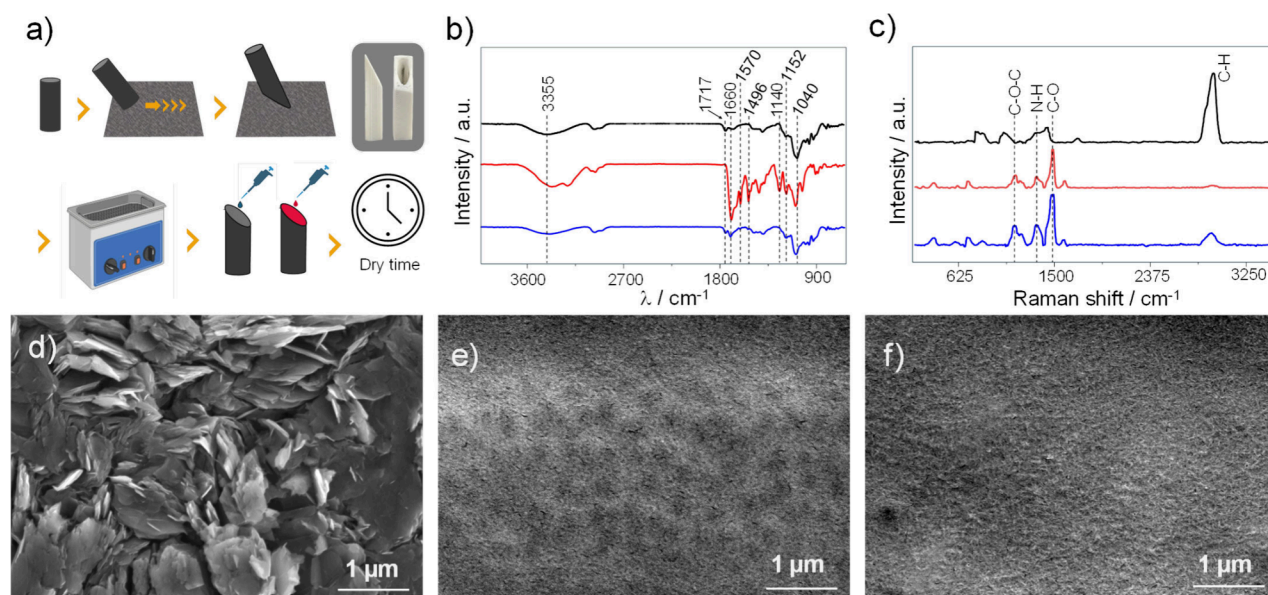 a)
Dry time
b)
Intensity / a.u.
3355
1717
1660
1570
1496
1140
1152
1040
3600
2700
1800
900
λ / cm⁻¹
c)
Intensity / a.u.
C-O-C
N-H
C-O
C-H
625
1500
2375
3250
Raman shift / cm⁻¹
d)
1 µm
e)
1 µm
f)
1 µm